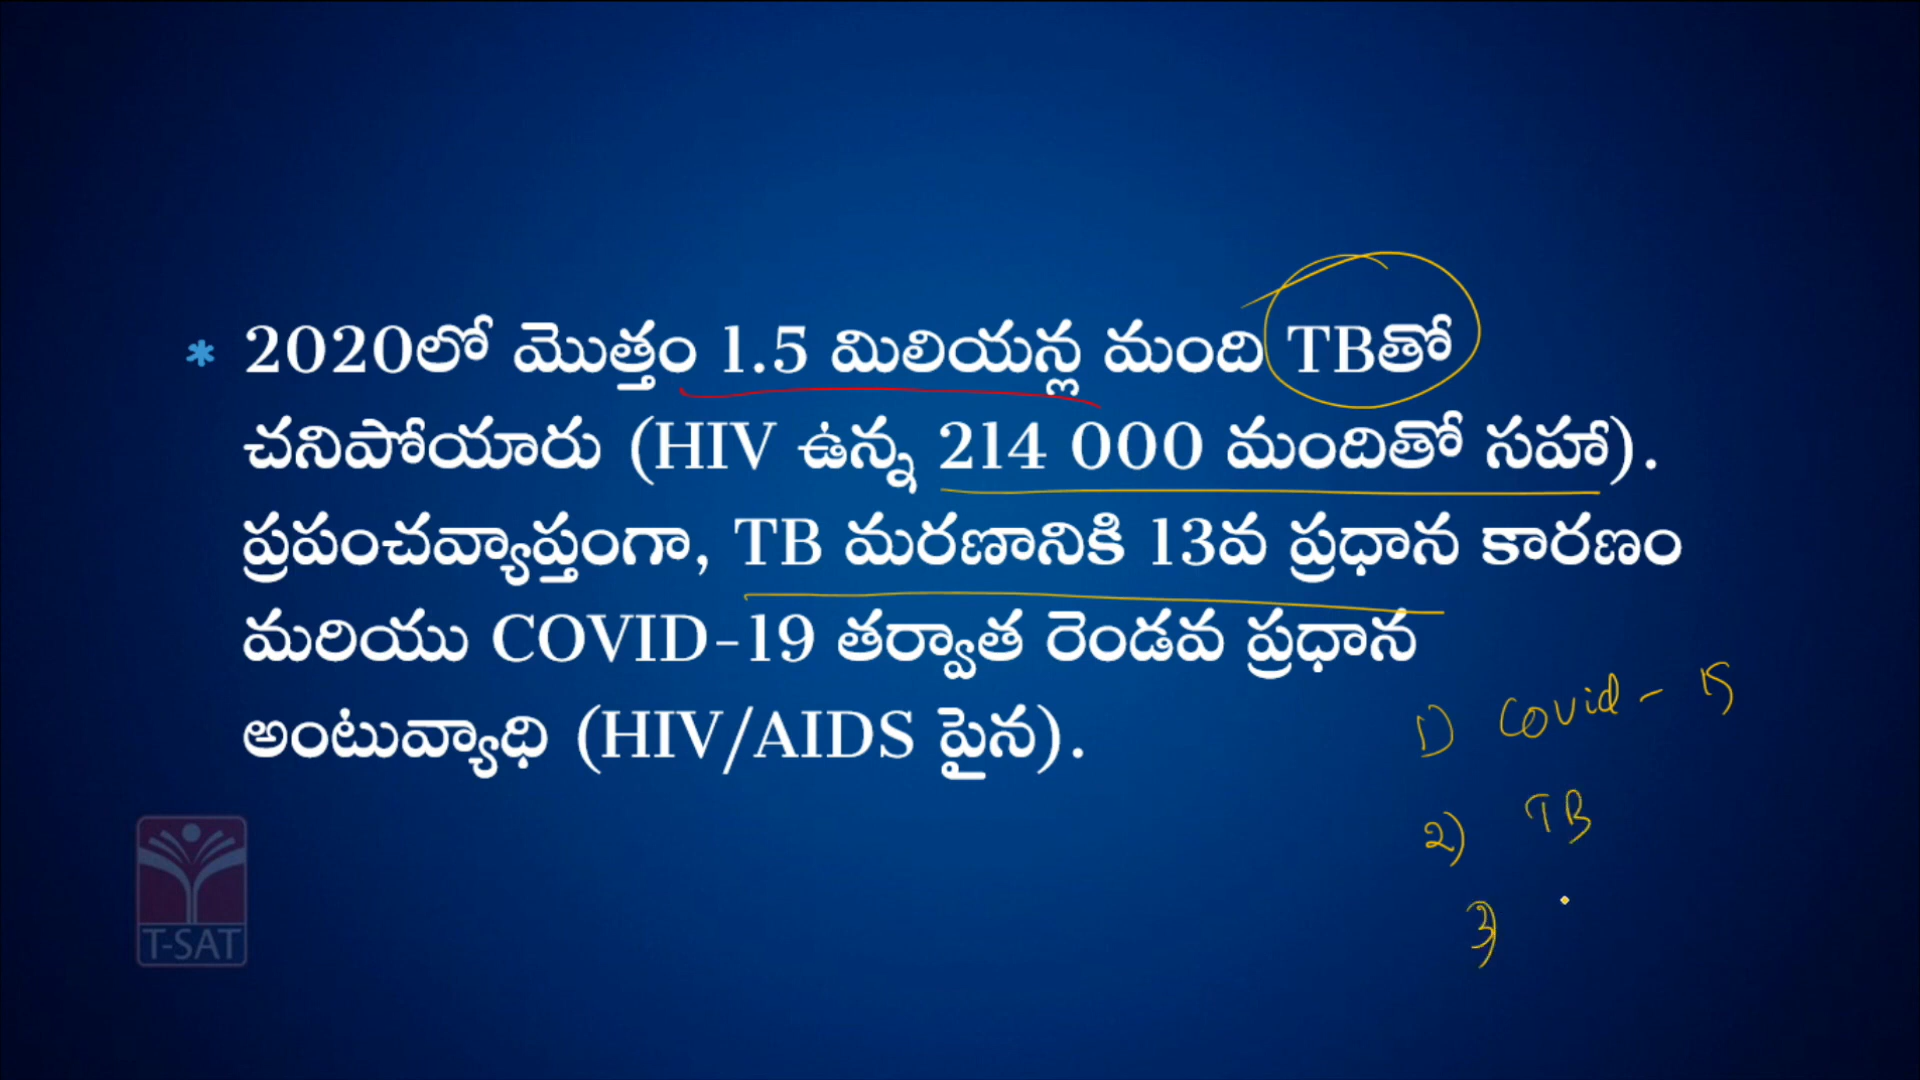 * 2020లో మొత్తం 1.5 మిలియన్ల మంది TBతో
చనిపోయారు (HIV ఉన్న 214 000 మందితో సహా).
ప్రపంచవ్యాప్తంగా, TB మరణానికి 13వ ప్రధాన కారణం
మరియు COVID-19 తర్వాత రెండవ ప్రధాన
అంటువ్యాధి (HIV/AIDS పైన).
1) Covid - 19
2) TB
3)
T-SAT